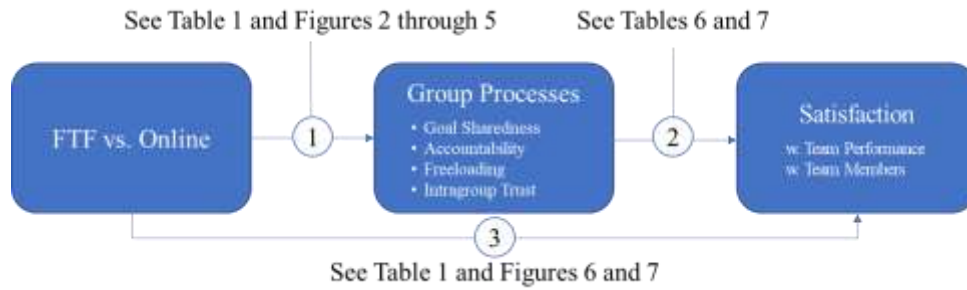 See Table 1 and Figures 2 through 5
See Tables 6 and 7
FTF vs. Online
1
Group Processes
• Goal Sharedness
• Accountability
• Freeloading
• Intragroup Trust
2
Satisfaction
w. Team Performance
w. Team Members
3
See Table 1 and Figures 6 and 7